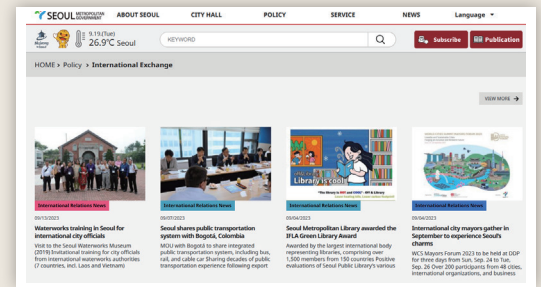 SEOUL METROPOLITAN GOVERNMENT
ABOUT SEOUL CITY HALL POLICY SERVICE NEWS Language
9.19.(Tue)
26.9℃ Seoul
KEYWORD
Subscribe
Publication
HOME > Policy > International Exchange
VIEW MORE →
Library is cool!
International Relations News
09/13/2023
Waterworks training in Seoul for
international city officials
Visit to the Seoul Waterworks Museum
(2019) Invitational training for city officials
from international waterworks authorities
(7 countries, incl. Laos and Vietnam)
International Relations News
09/07/2023
Seoul shares public transportation
system with Bogotá, Colombia
MOU with Bogotá to share integrated
public transportation system, including bus,
rail, and cable car Sharing decades of public
transportation experience following export
International Relations News
09/04/2023
Seoul Metropolitan Library awarded the
IFLA Green Library Award
Awarded by the largest international body
representing libraries, comprising over
1,500 members from 150 countries Positive
evaluations of Seoul Public Library's various
International Relations News
09/04/2023
International city mayors gather in
September to experience Seoul's
charms
WCS Mayors Forum 2023 to be held at DDP
for three days from Sun. Sep. 24 to Tue.
Sep. 26 Over 200 participants from 48 cities,
international organizations, and business